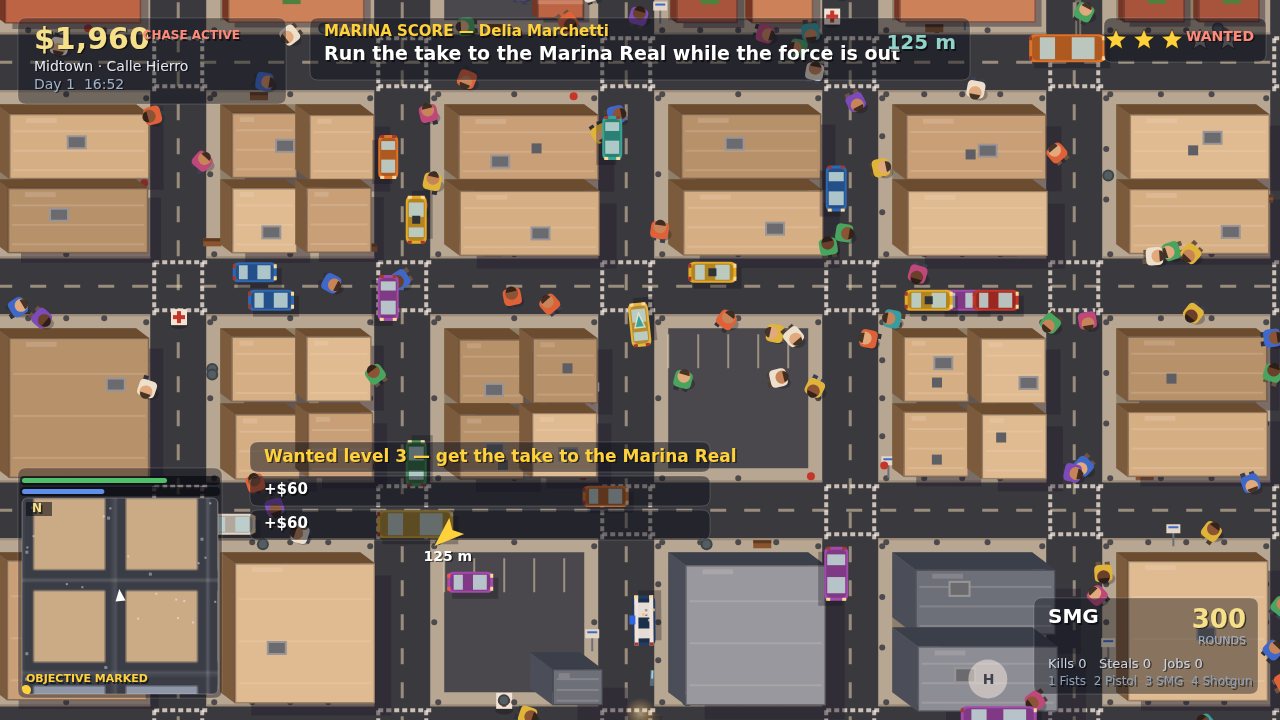 $1,960
CHASE ACTIVE
Midtown · Calle Hierro
Day 1 16:52
MARINA SCORE — Delia Marchetti
Run the take to the Marina Real while the force is out
125 m
★ ★ ★ ★ ★ WANTED
Wanted level 3 — get the take to the Marina Real
+$60
+$60
125 m
N
OBJECTIVE MARKED
SMG
300
ROUNDS
Kills 0 Steals 0 Jobs 0
1 Fists 2 Pistol 3 SMG 4 Shotgun
H